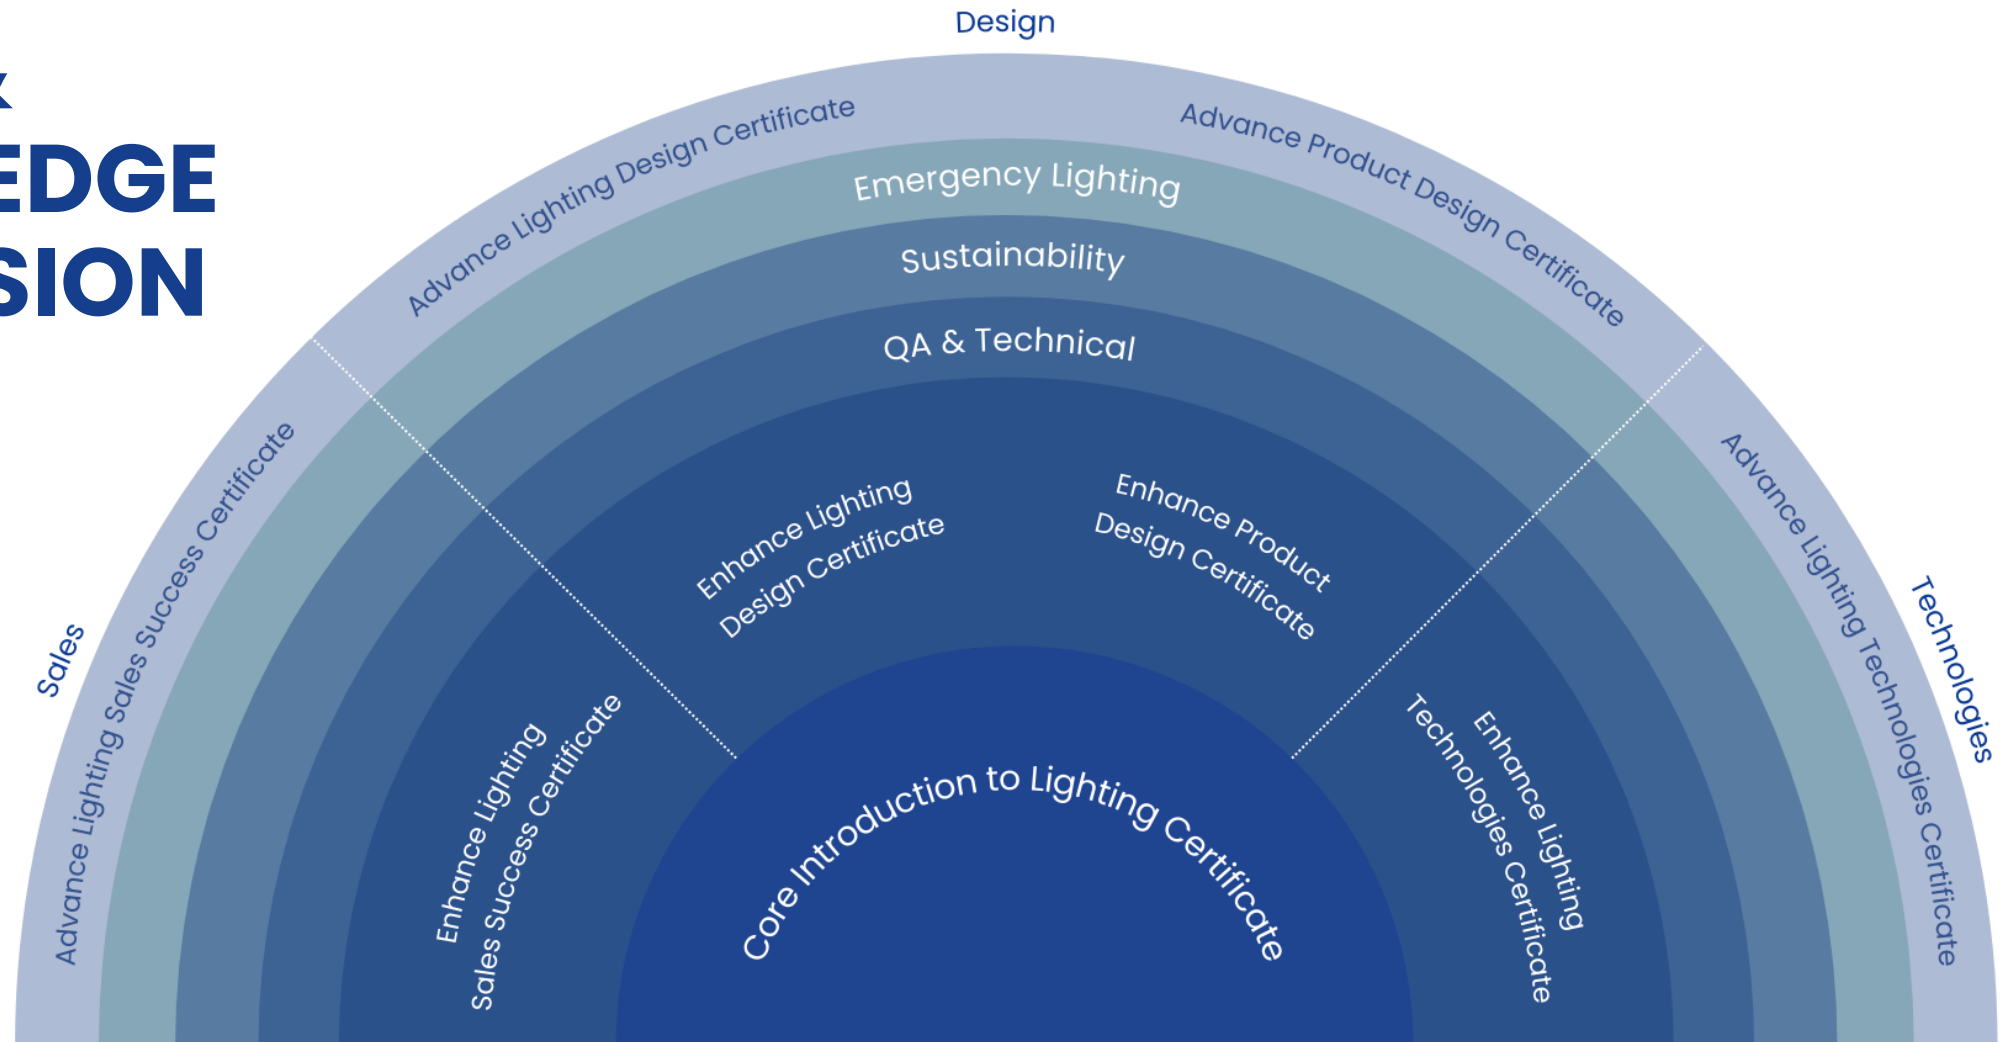 Design
EDGE
SION
Advance Lighting Design Certificate
Advance Product Design Certificate
Emergency Lighting
Sustainability
QA & Technical
Enhance Lighting
Design Certificate
Enhance Product
Design Certificate
Sales
Advance Lighting Sales Success Certificate
Enhance Lighting
Sales Success Certificate
Technologies
Advance Lighting Technologies Certificate
Enhance Lighting
Technologies Certificate
Core Introduction to Lighting Certificate